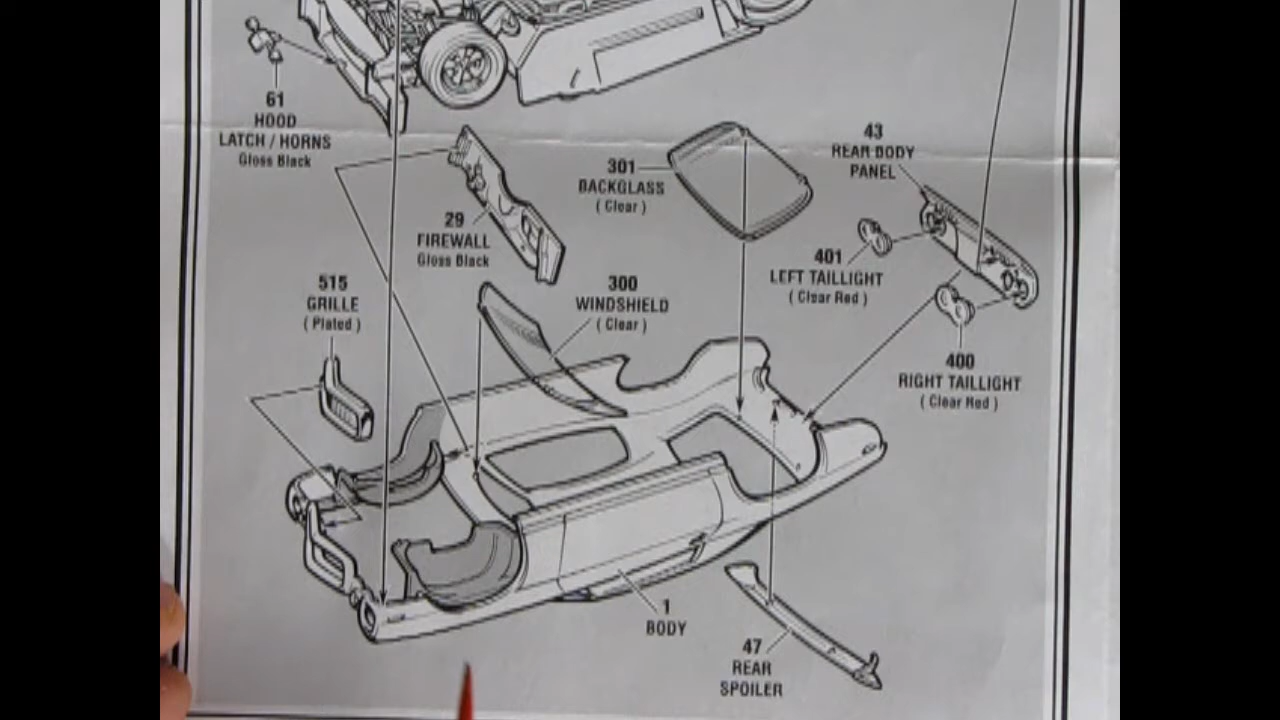 61
HOOD
LATCH / HORNS
Gloss Black
43
REAR BODY
PANEL
301
BACKGLASS
( Clear )
29
FIREWALL
Gloss Black
401
LEFT TAILLIGHT
( Clear Red )
515
GRILLE
( Plated )
300
WINDSHIELD
( Clear )
400
RIGHT TAILLIGHT
( Clear Red )
1
BODY
47
REAR
SPOILER